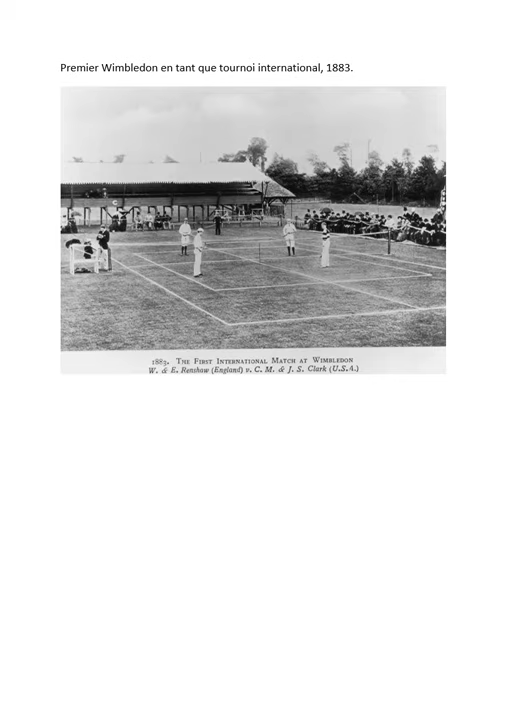 Premier Wimbledon en tant que tournoi international, 1883.
1883. The First International Match at Wimbledon
W. & E. Renshaw (England) v. C. M. & J. S. Clark (U.S.A.)